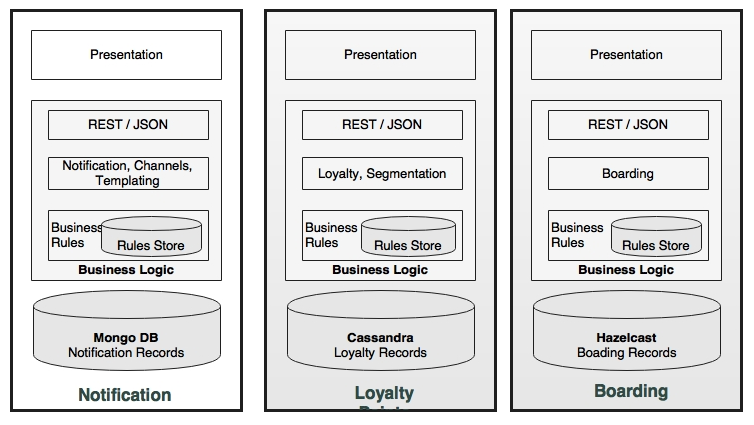 Presentation
REST / JSON
Notification, Channels,
Templating
Business
Rules
Rules Store
Business Logic
Mongo DB
Notification Records
Notification
Presentation
REST / JSON
Loyalty, Segmentation
Business
Rules
Rules Store
Business Logic
Cassandra
Loyalty Records
Loyalty
Presentation
REST / JSON
Boarding
Business
Rules
Rules Store
Business Logic
Hazelcast
Boading Records
Boarding